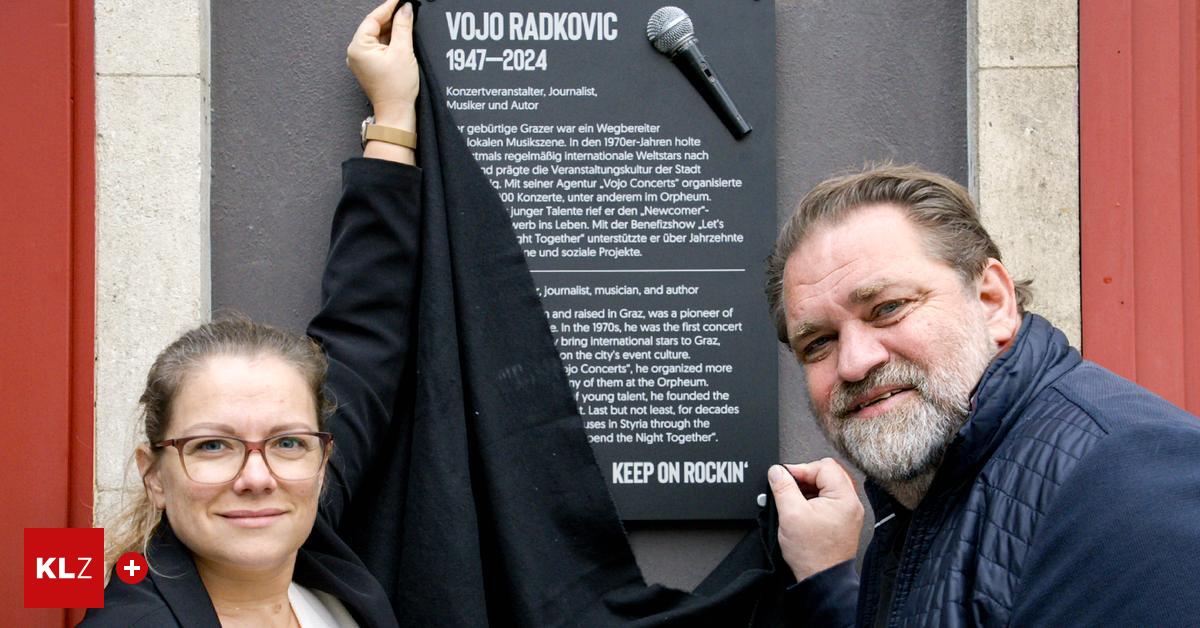 VOJO RADKOVIC
1947—2024
Konzertveranstalter, Journalist,
Musiker und Autor
gebürtige Grazer war ein Wegbereiter
lokalen Musikszene. In den 1970er-Jahren holte
regelmäßig internationale Weltstars nach
prägte die Veranstaltungskultur der Stadt
Mit seiner Agentur „Vojo Concerts“ organisierte
Konzerte, unter anderem im Orpheum.
junger Talente rief er den „Newcomer“-
ins Leben. Mit der Benefizshow „Let's
Together“ unterstützte er über Jahrzehnte
und soziale Projekte.
journalist, musician, and author
and raised in Graz, was a pioneer of
In the 1970s, he was the first concert
bring international stars to Graz,
on the city's event culture.
Concerts", he organized more
of them at the Orpheum.
young talent, he founded the
Last but not least, for decades
in Styria through the
the Night Together".
KEEP ON ROCKIN‘
KLZ +